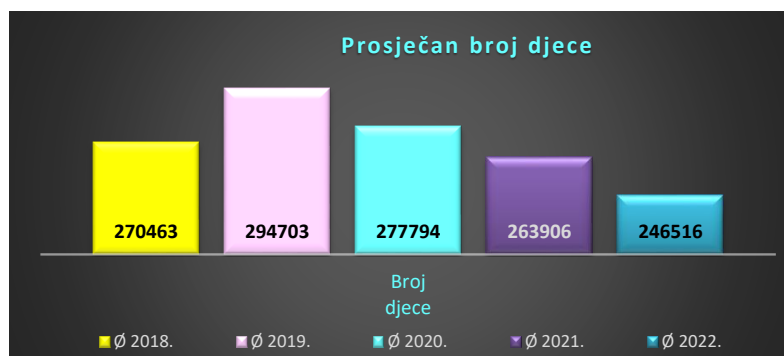 Prosječan broj djece
270463 294703 277794 263906 246516
Broj
djece
Ø 2018. Ø 2019. Ø 2020. Ø 2021. Ø 2022.